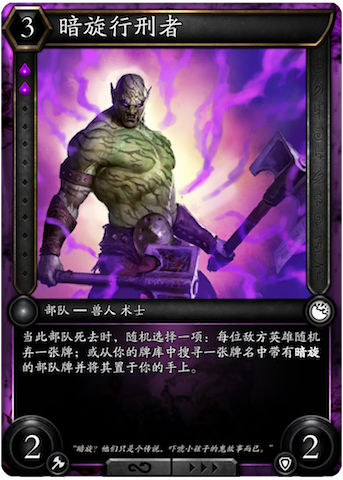 3
暗旋行刑者
部队 — 兽人 术士
当此部队死去时，随机选择一项：每位敌方英雄随机
弃一张牌；或从你的牌库中搜寻一张牌名中带有暗旋
的部队牌并将其置于你的手上。
2
“暗旋？他们只是个传说，吓唬小孩子的鬼故事而已。”
2